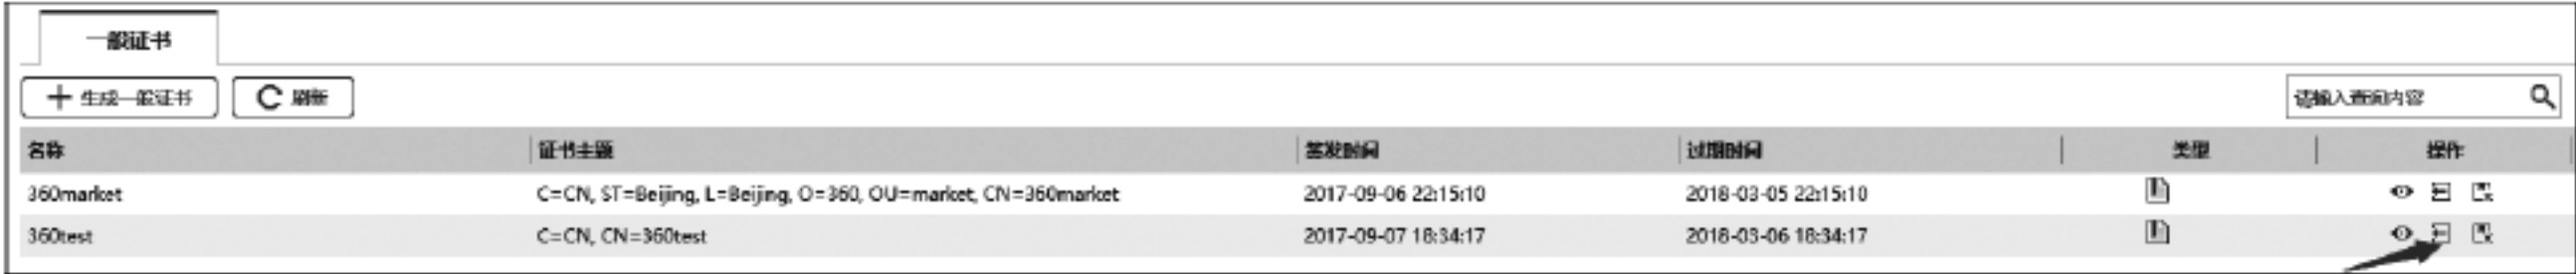 一般证书
生成一般证书 刷新 请输入查询内容
名称 证书主题 签发时间 过期时间 类型 操作
360market C=CN, ST=Beijing, L=Beijing, O=360, OU=market, CN=360market 2017-09-06 22:15:10 2018-03-05 22:15:10
360test C=CN, CN=360test 2017-09-07 18:34:17 2018-03-06 18:34:17